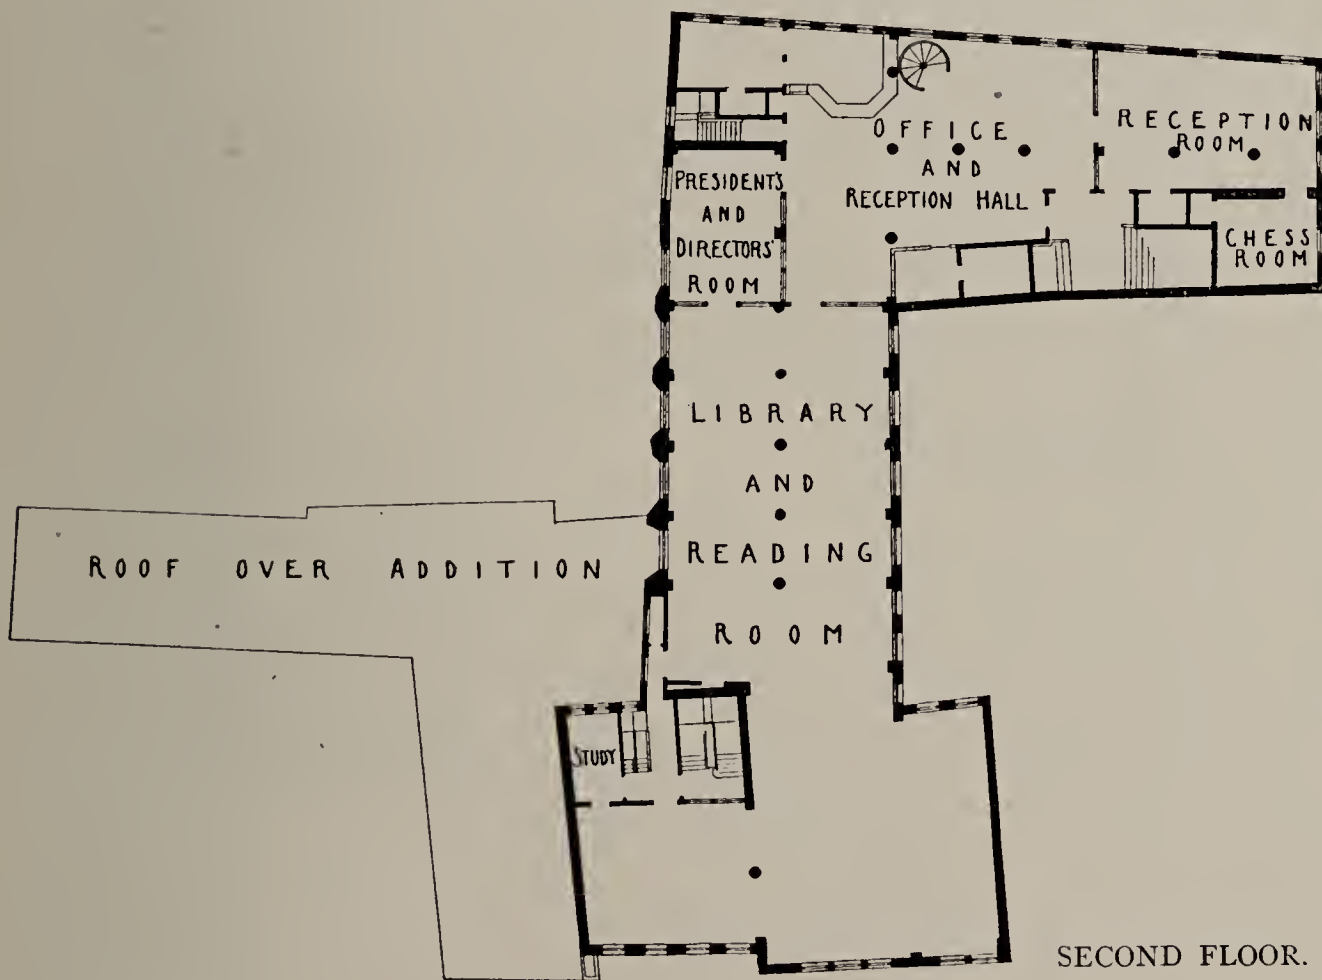 OFFICE
AND
RECEPTION HALL
RECEPTION
ROOM
PRESIDENT'S
AND
DIRECTORS'
ROOM
CHESS
ROOM
LIBRARY
AND
READING
ROOM
ROOF OVER ADDITION
STUDY
SECOND FLOOR.